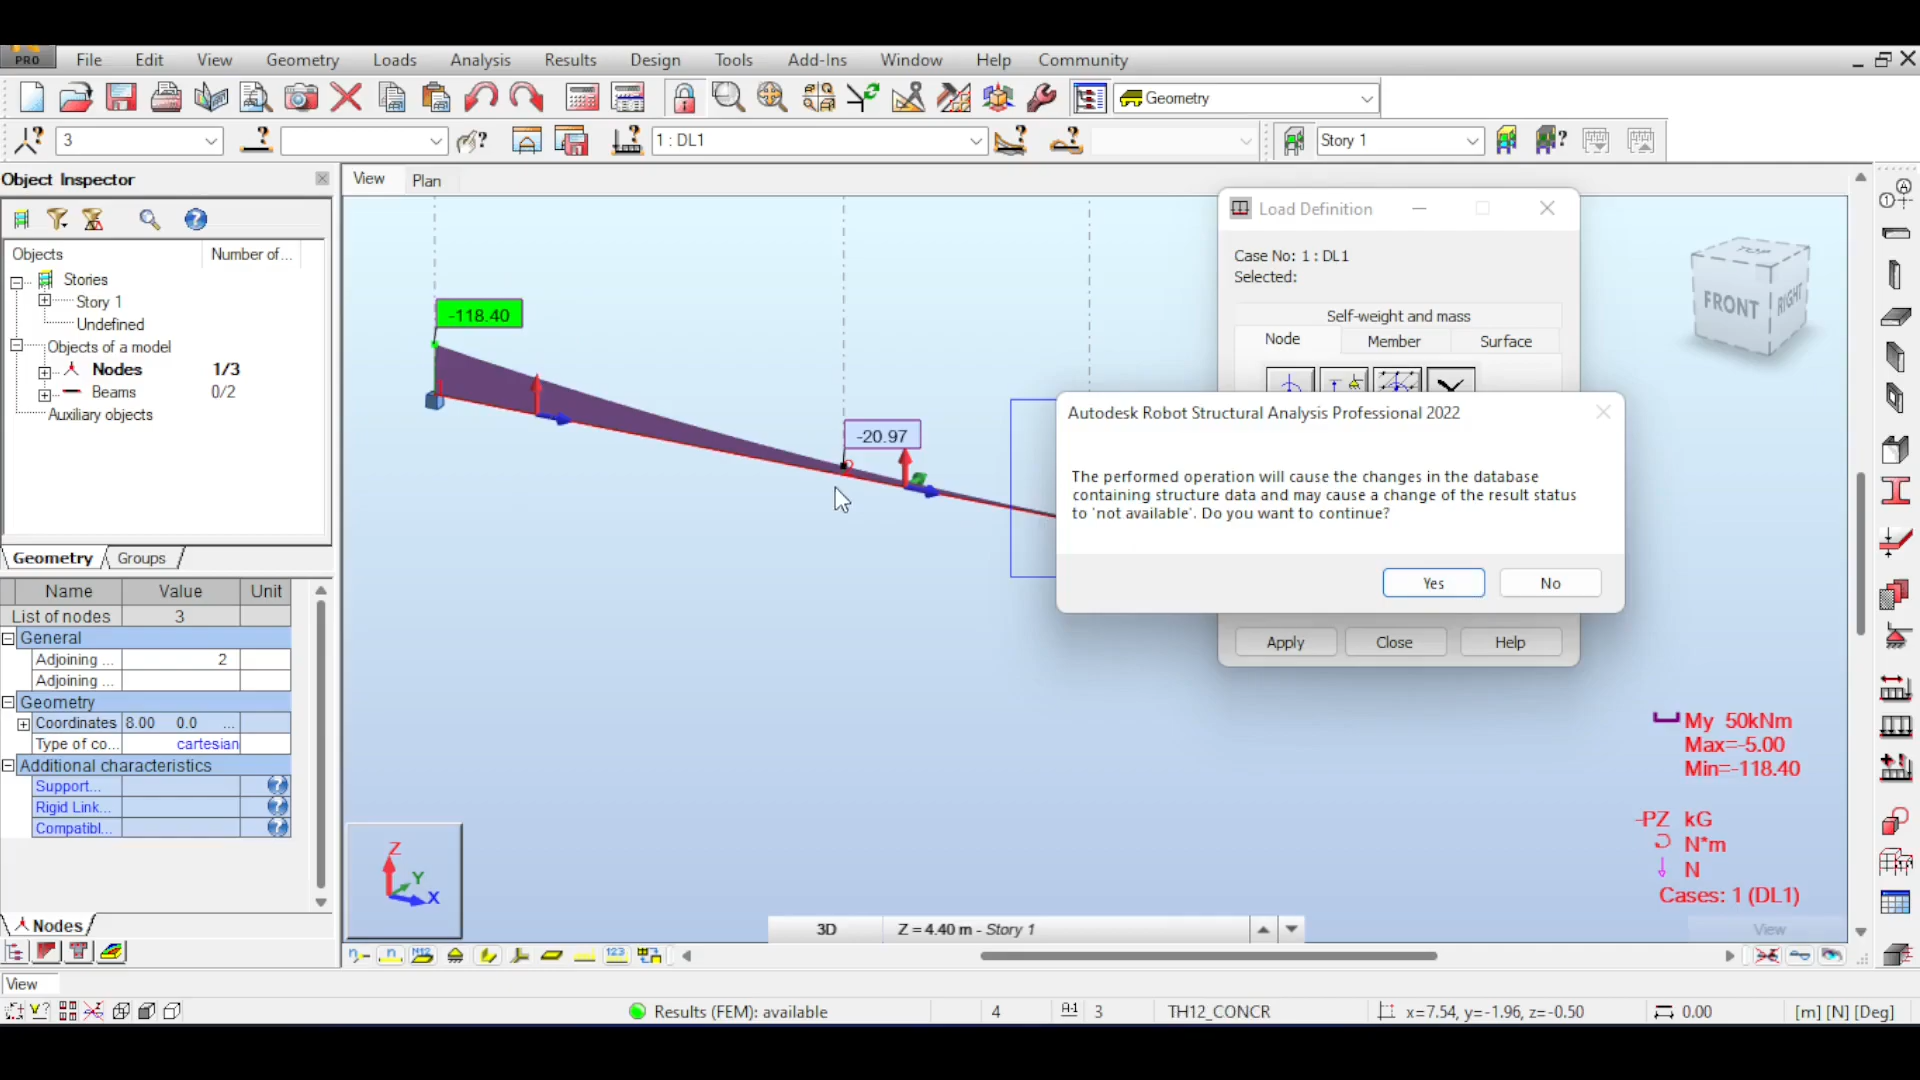 PRO
File Edit View Geometry Loads Analysis Results Design Tools Add-Ins Window Help Community
Geometry
3
1 : DL1
Story 1
Object Inspector
View
Plan
Objects
Number of...
Stories
Story 1
Undefined
Objects of a model
Nodes 1/3
Beams 0/2
Auxiliary objects
Geometry
Groups
Name Value Unit
List of nodes 3
General
Adjoining ... 2
Adjoining ...
Geometry
Coordinates 8.00 0.0 ...
Type of co... cartesian
Additional characteristics
Support...
Rigid Link...
Compatibl...
Nodes
View
-118.40
-20.97
Load Definition
Case No: 1 : DL1
Selected:
Self-weight and mass
Node
Member
Surface
Autodesk Robot Structural Analysis Professional 2022
The performed operation will cause the changes in the database
containing structure data and may cause a change of the result status
to 'not available'. Do you want to continue?
Yes
No
Apply
Close
Help
TOP
FRONT
RIGHT
My 50kNm
Max=-5.00
Min=-118.40
-PZ kG
N*m
N
Cases: 1 (DL1)
View
Z
Y
X
3D
Z = 4.40 m - Story 1
Results (FEM): available
4
3
TH12_CONCR
x=7.54, y=-1.96, z=-0.50
0.00
[m] [N] [Deg]